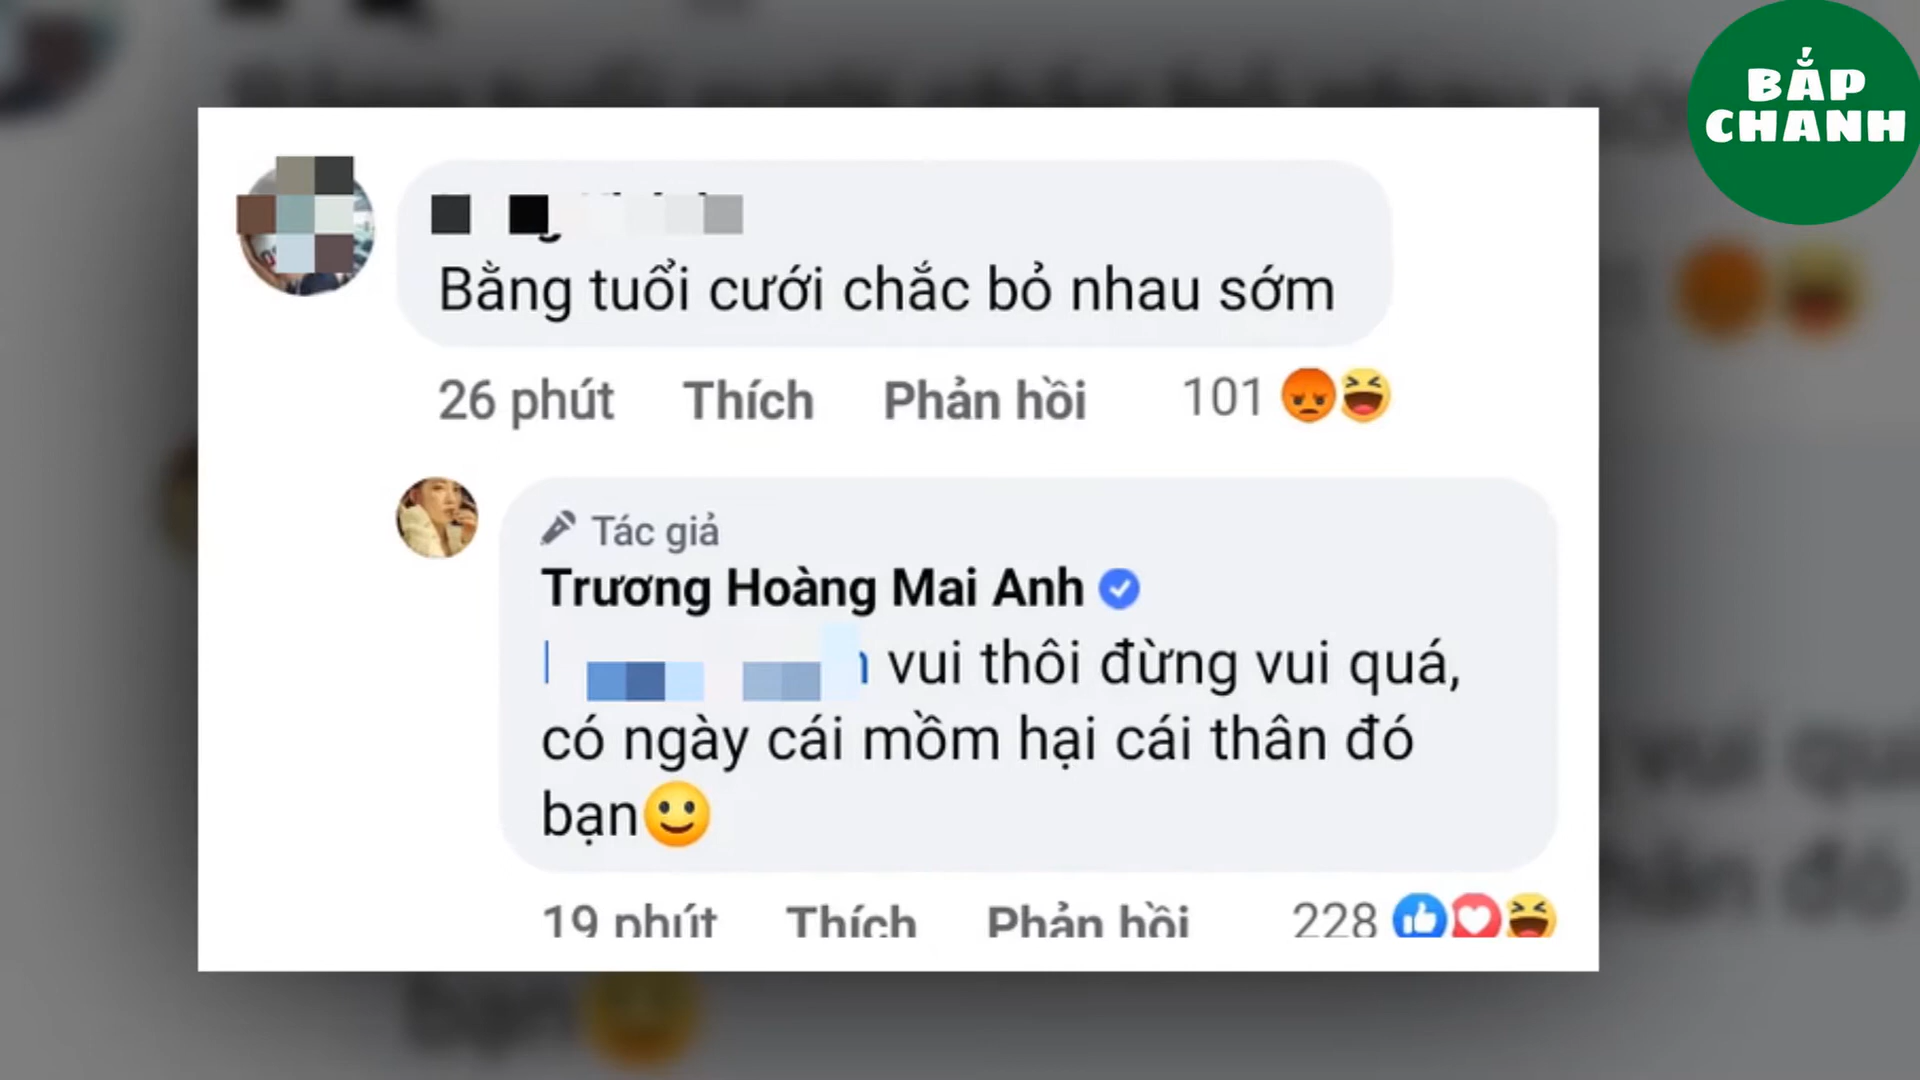 BẮP
CHANH
Bằng tuổi cưới chắc bỏ nhau sớm
26 phút Thích Phản hồi 101
Tác giả
Trương Hoàng Mai Anh
vui thôi đừng vui quá,
có ngày cái mồm hại cái thân đó
bạn
19 phút Thích Phản hồi 228